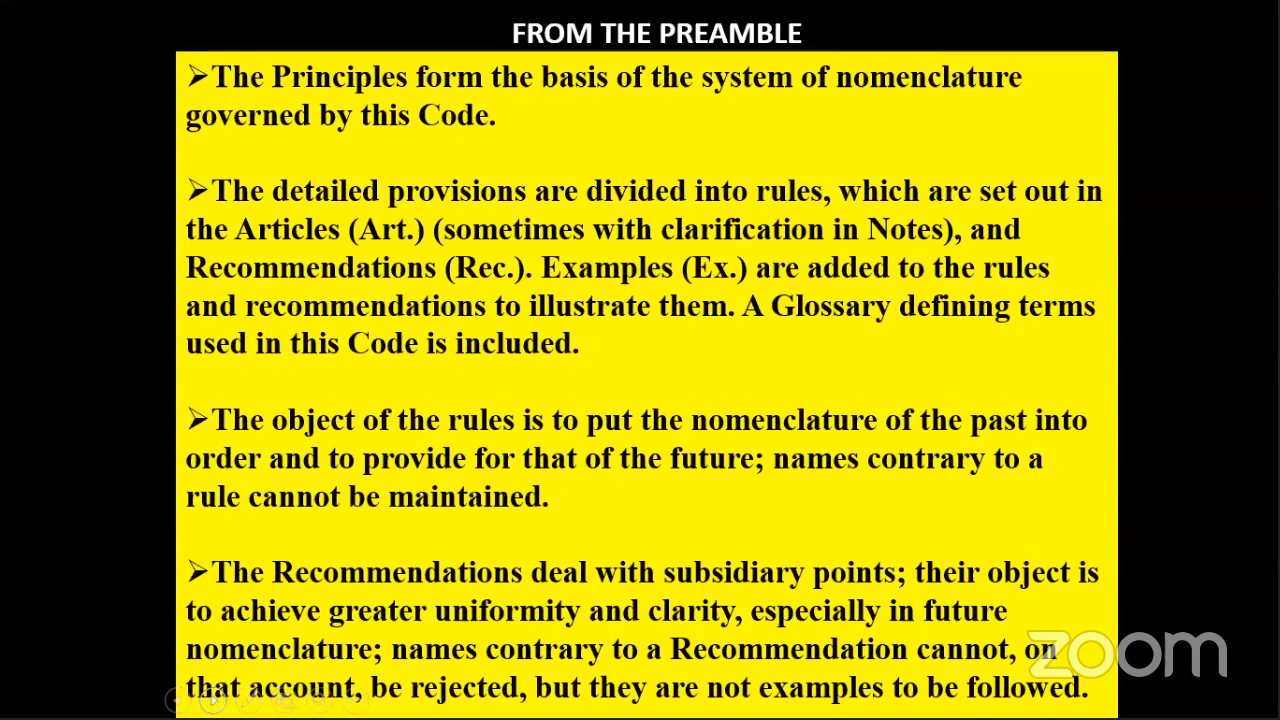 FROM THE PREAMBLE
➢The Principles form the basis of the system of nomenclature
governed by this Code.
➢The detailed provisions are divided into rules, which are set out in
the Articles (Art.) (sometimes with clarification in Notes), and
Recommendations (Rec.). Examples (Ex.) are added to the rules
and recommendations to illustrate them. A Glossary defining terms
used in this Code is included.
➢The object of the rules is to put the nomenclature of the past into
order and to provide for that of the future; names contrary to a
rule cannot be maintained.
➢The Recommendations deal with subsidiary points; their object is
to achieve greater uniformity and clarity, especially in future
nomenclature; names contrary to a Recommendation cannot, on
that account, be rejected, but they are not examples to be followed.
zoom